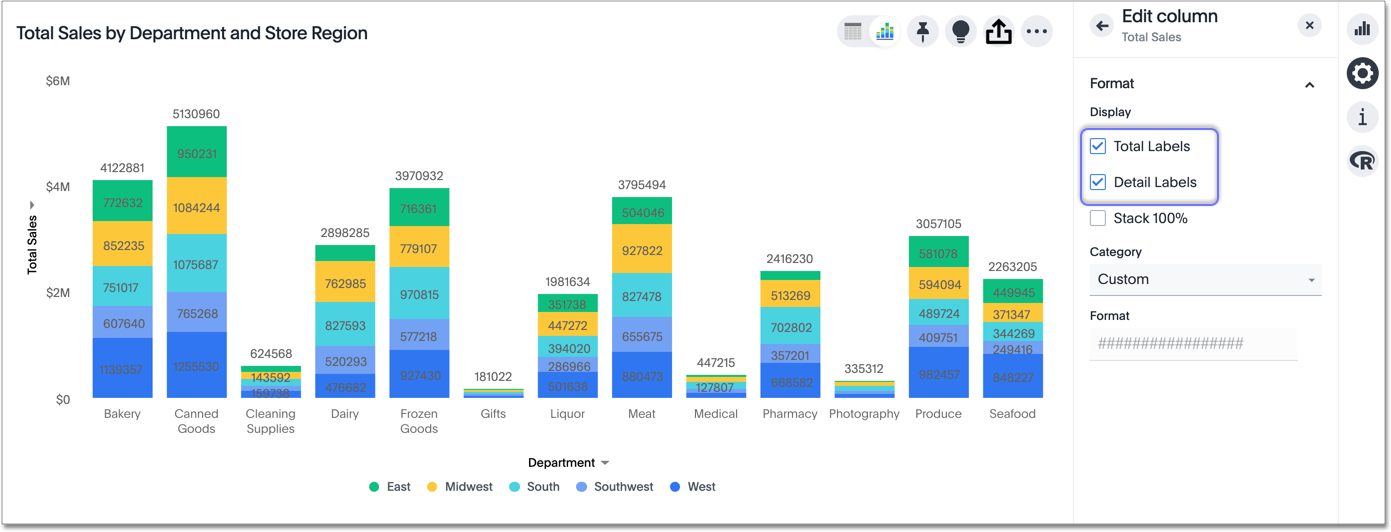 Total Sales by Department and Store Region
$6M
$4M
$2M
$0
Total Sales
4122881
772632
852235
751017
607640
1139357
5130960
950231
1084244
1075687
765268
1255530
624568
143592
159738
2898285
762985
827593
520293
476682
3970932
716361
779107
970815
577218
927430
181022
1981634
351738
447272
394020
286966
501638
3795494
504046
927822
827478
655675
880473
447215
127807
2416230
513269
702802
357201
668582
335312
3057105
581078
594094
489724
409751
982457
2263205
449945
371347
344269
249416
848227
Bakery
Canned
Goods
Cleaning
Supplies
Dairy
Frozen
Goods
Gifts
Liquor
Meat
Medical
Pharmacy
Photography
Produce
Seafood
Department
East Midwest South Southwest West
Edit column
Total Sales
Format
Display
Total Labels
Detail Labels
Stack 100%
Category
Custom
Format
#################
i
R